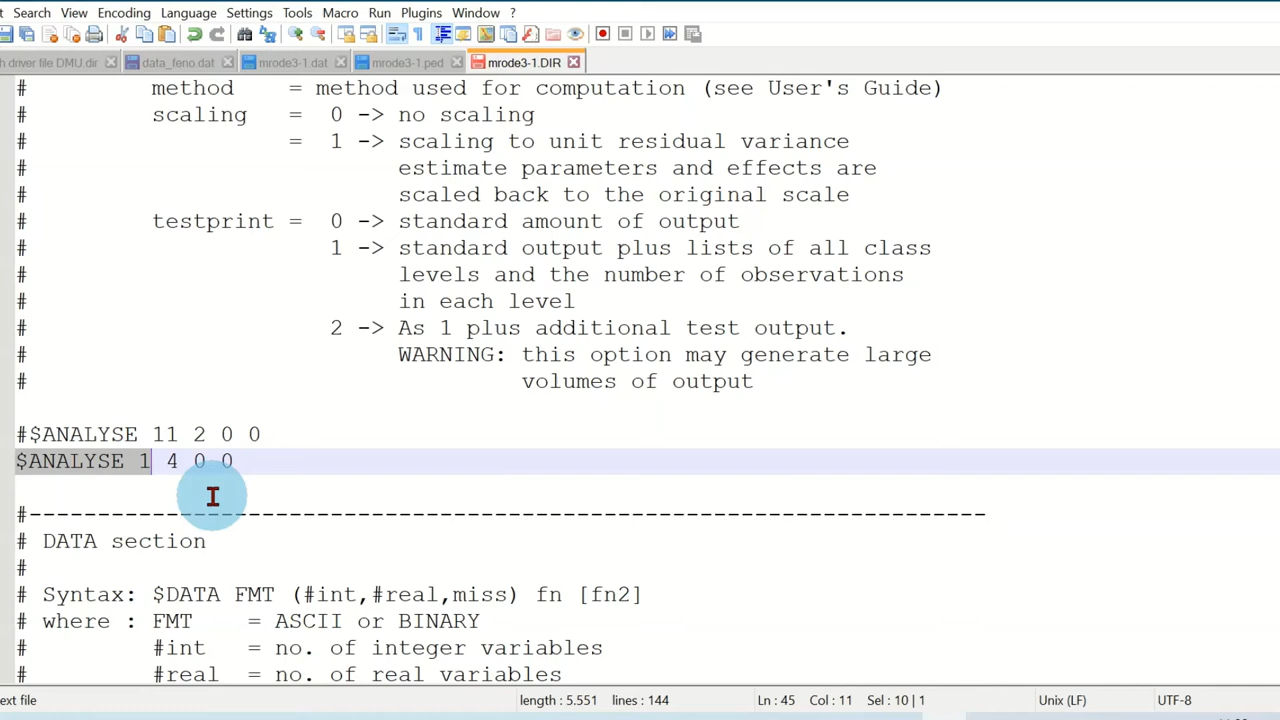 t Search View Encoding Language Settings Tools Macro Run Plugins Window ?
h driver file DMU dir data_feno.dat mrode3-1.dat mrode3-1.ped mrode3-1.DIR
# method = method used for computation (see User's Guide)
# scaling = 0 -> no scaling
# = 1 -> scaling to unit residual variance
# estimate parameters and effects are
# scaled back to the original scale
# testprint = 0 -> standard amount of output
# 1 -> standard output plus lists of all class
# levels and the number of observations
# in each level
# 2 -> As 1 plus additional test output.
# WARNING: this option may generate large
# volumes of output
#$ANALYSE 11 2 0 0
$ANALYSE 1 4 0 0
#----------------------------------------------------------------------
# DATA section
#
# Syntax: $DATA FMT (#int,#real,miss) fn [fn2]
# where : FMT = ASCII or BINARY
# #int = no. of integer variables
# #real = no. of real variables
ext file length : 5.551 lines : 144 Ln : 45 Col : 11 Sel : 10 | 1 Unix (LF) UTF-8